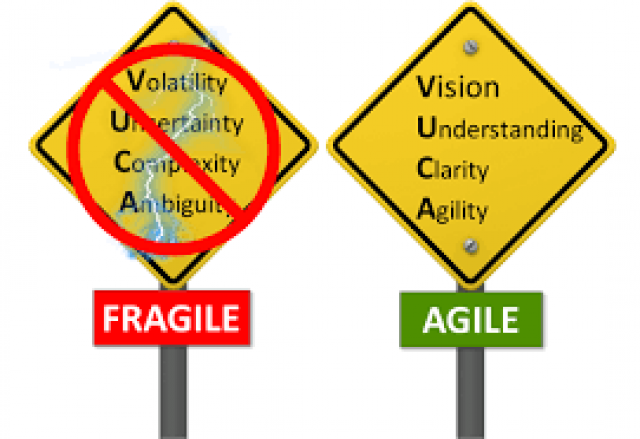 Volatility
Uncertainty
Complexity
Ambiguity
FRAGILE
Vision
Understanding
Clarity
Agility
AGILE